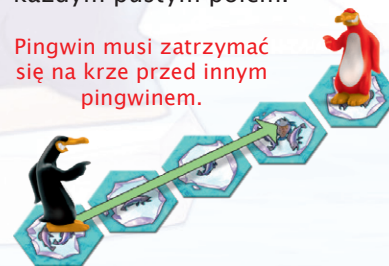 każdym pustym polem.
Pingwin musi zatrzymać
się na krze przed innym
pingwinem.